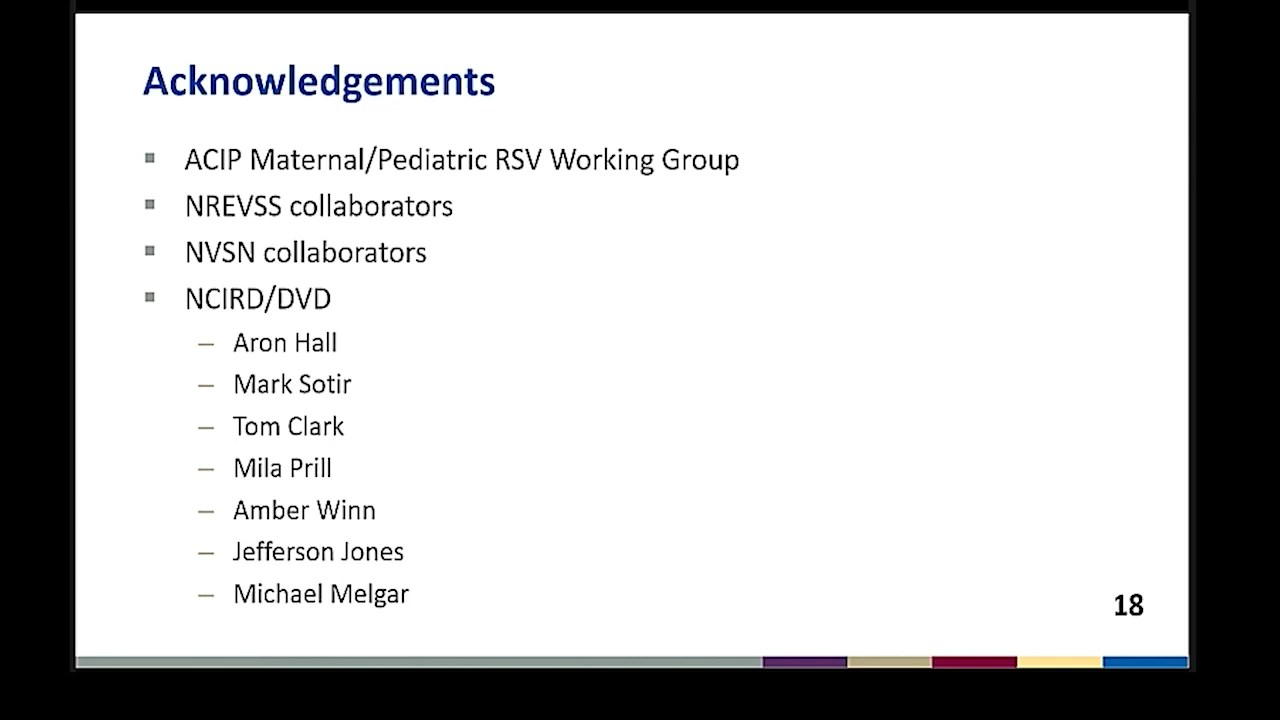 Acknowledgements
ACIP Maternal/Pediatric RSV Working Group
NREVSS collaborators
NVSN collaborators
NCIRD/DVD
Aron Hall
Mark Sotir
Tom Clark
Mila Prill
Amber Winn
Jefferson Jones
Michael Melgar
18